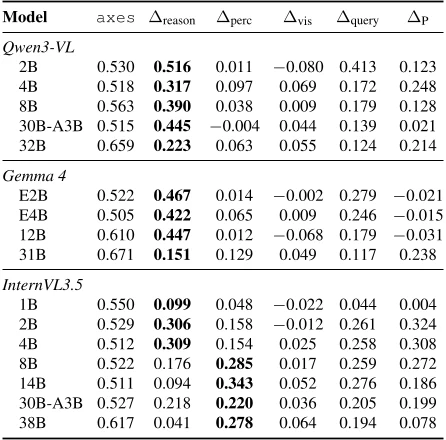 Model axes Δreason Δperc Δvis Δquery ΔP
Qwen3-VL
2B 0.530 0.516 0.011 −0.080 0.413 0.123
4B 0.518 0.317 0.097 0.069 0.172 0.248
8B 0.563 0.390 0.038 0.009 0.179 0.128
30B-A3B 0.515 0.445 −0.004 0.044 0.139 0.021
32B 0.659 0.223 0.063 0.055 0.124 0.214
Gemma 4
E2B 0.522 0.467 0.014 −0.002 0.279 −0.021
E4B 0.505 0.422 0.065 0.009 0.246 −0.015
12B 0.610 0.447 0.012 −0.068 0.179 −0.031
31B 0.671 0.151 0.129 0.049 0.117 0.238
InternVL3.5
1B 0.550 0.099 0.048 −0.022 0.044 0.004
2B 0.529 0.306 0.158 −0.012 0.261 0.324
4B 0.512 0.309 0.154 0.025 0.258 0.308
8B 0.522 0.176 0.285 0.017 0.259 0.272
14B 0.511 0.094 0.343 0.052 0.276 0.186
30B-A3B 0.527 0.218 0.220 0.036 0.205 0.199
38B 0.617 0.041 0.278 0.064 0.194 0.078